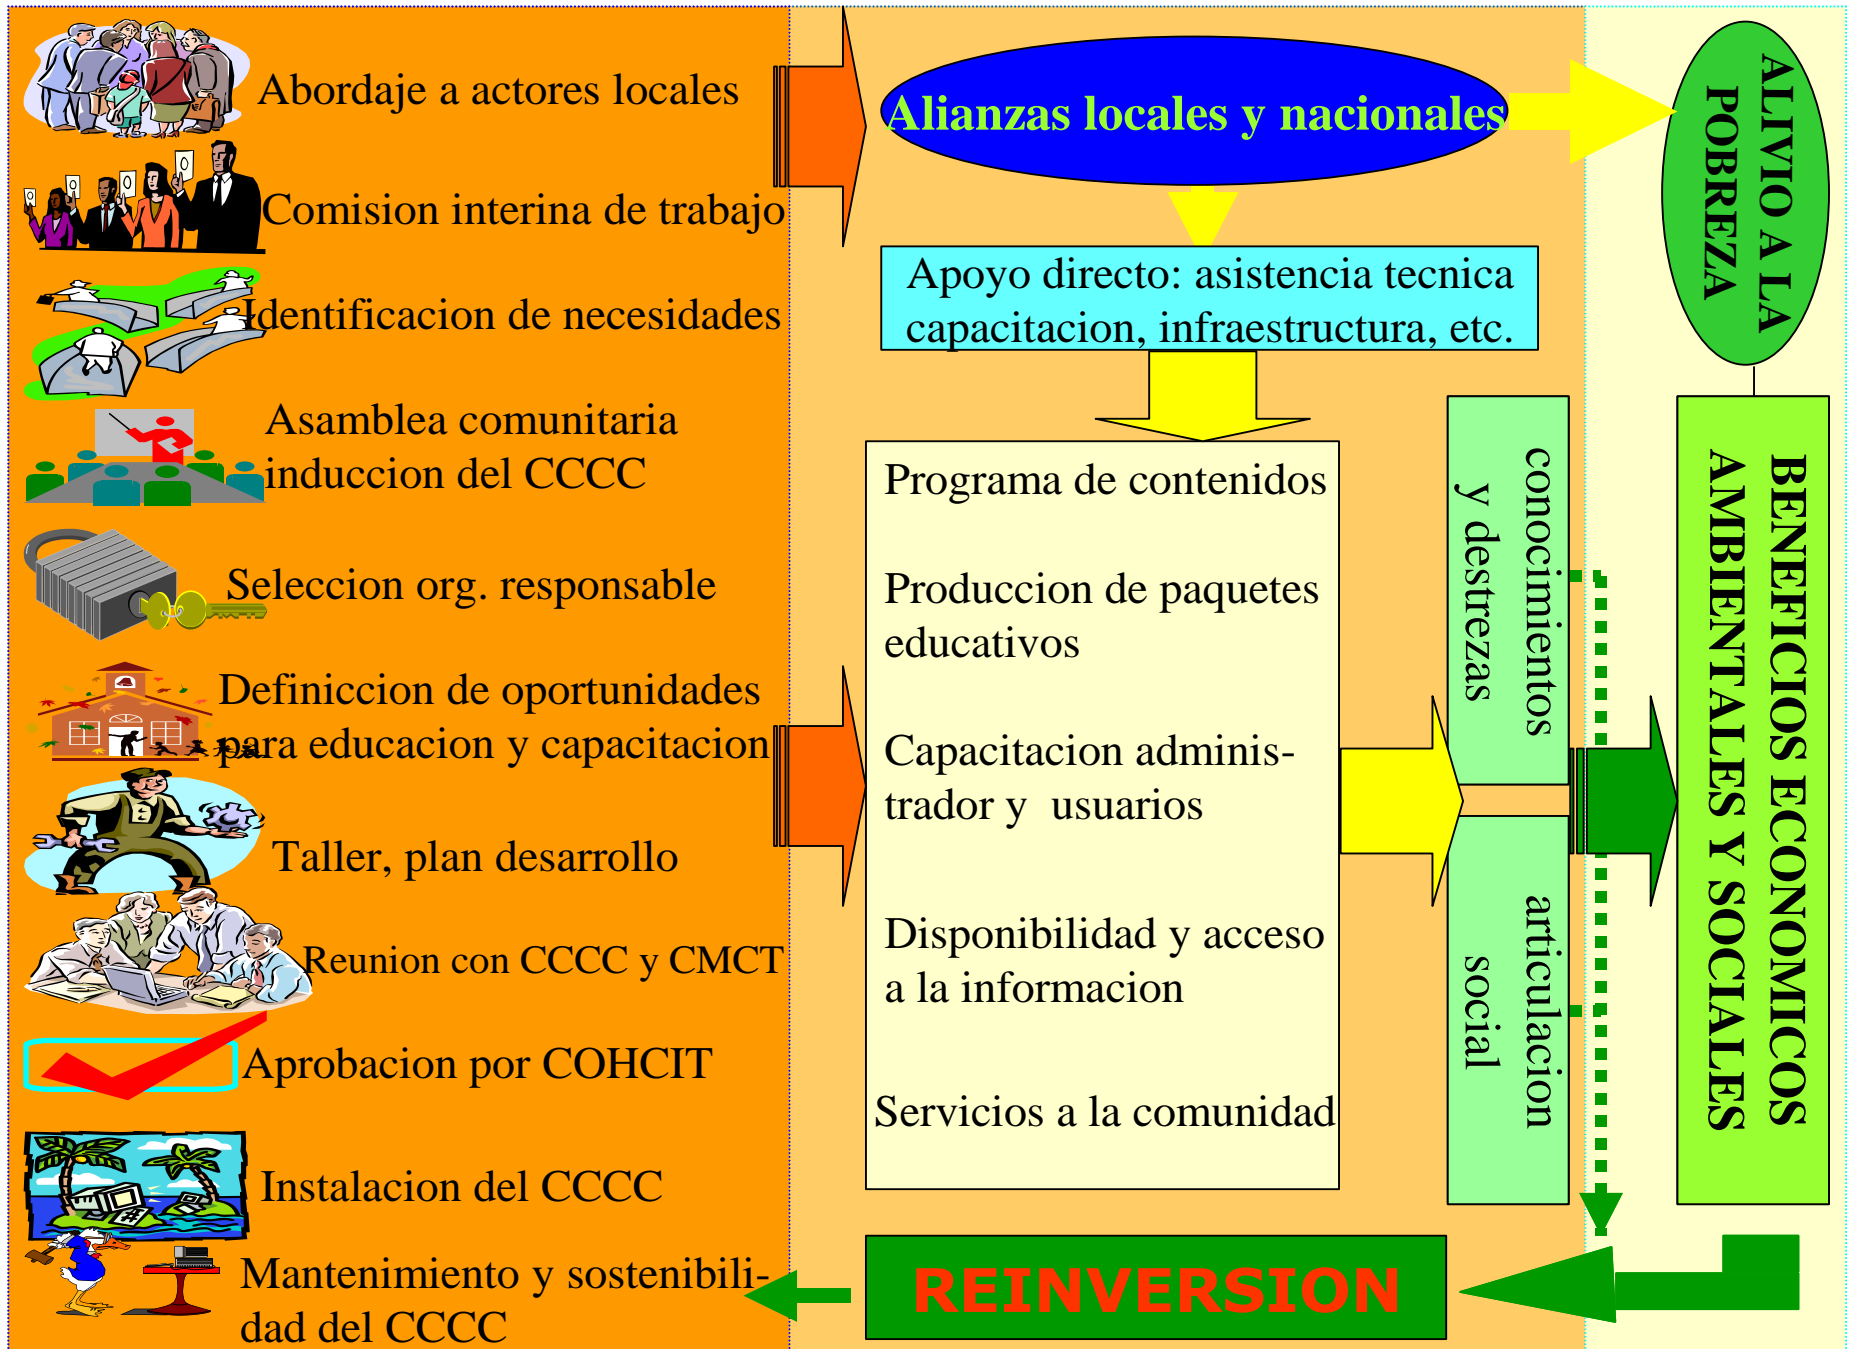 Abordaje a actores locales
Comision interina de trabajo
Identificacion de necesidades
Asamblea comunitaria
induccion del CCCC
Seleccion org. responsable
Definiccion de oportunidades
para educacion y capacitacion
Taller, plan desarrollo
Reunion con CCCC y CMCT
Aprobacion por COHCIT
Instalacion del CCCC
Mantenimiento y sostenibili-
dad del CCCC
Alianzas locales y nacionales
Apoyo directo: asistencia tecnica
capacitacion, infraestructura, etc.
Programa de contenidos
Produccion de paquetes
educativos
Capacitacion adminis-
trador y usuarios
Disponibilidad y acceso
a la informacion
Servicios a la comunidad
conocimientos
y destrezas
articulacion
social
ALIVIO A LA
POBREZA
BENEFICIOS ECONOMICOS
AMBIENTALES Y SOCIALES
REINVERSION